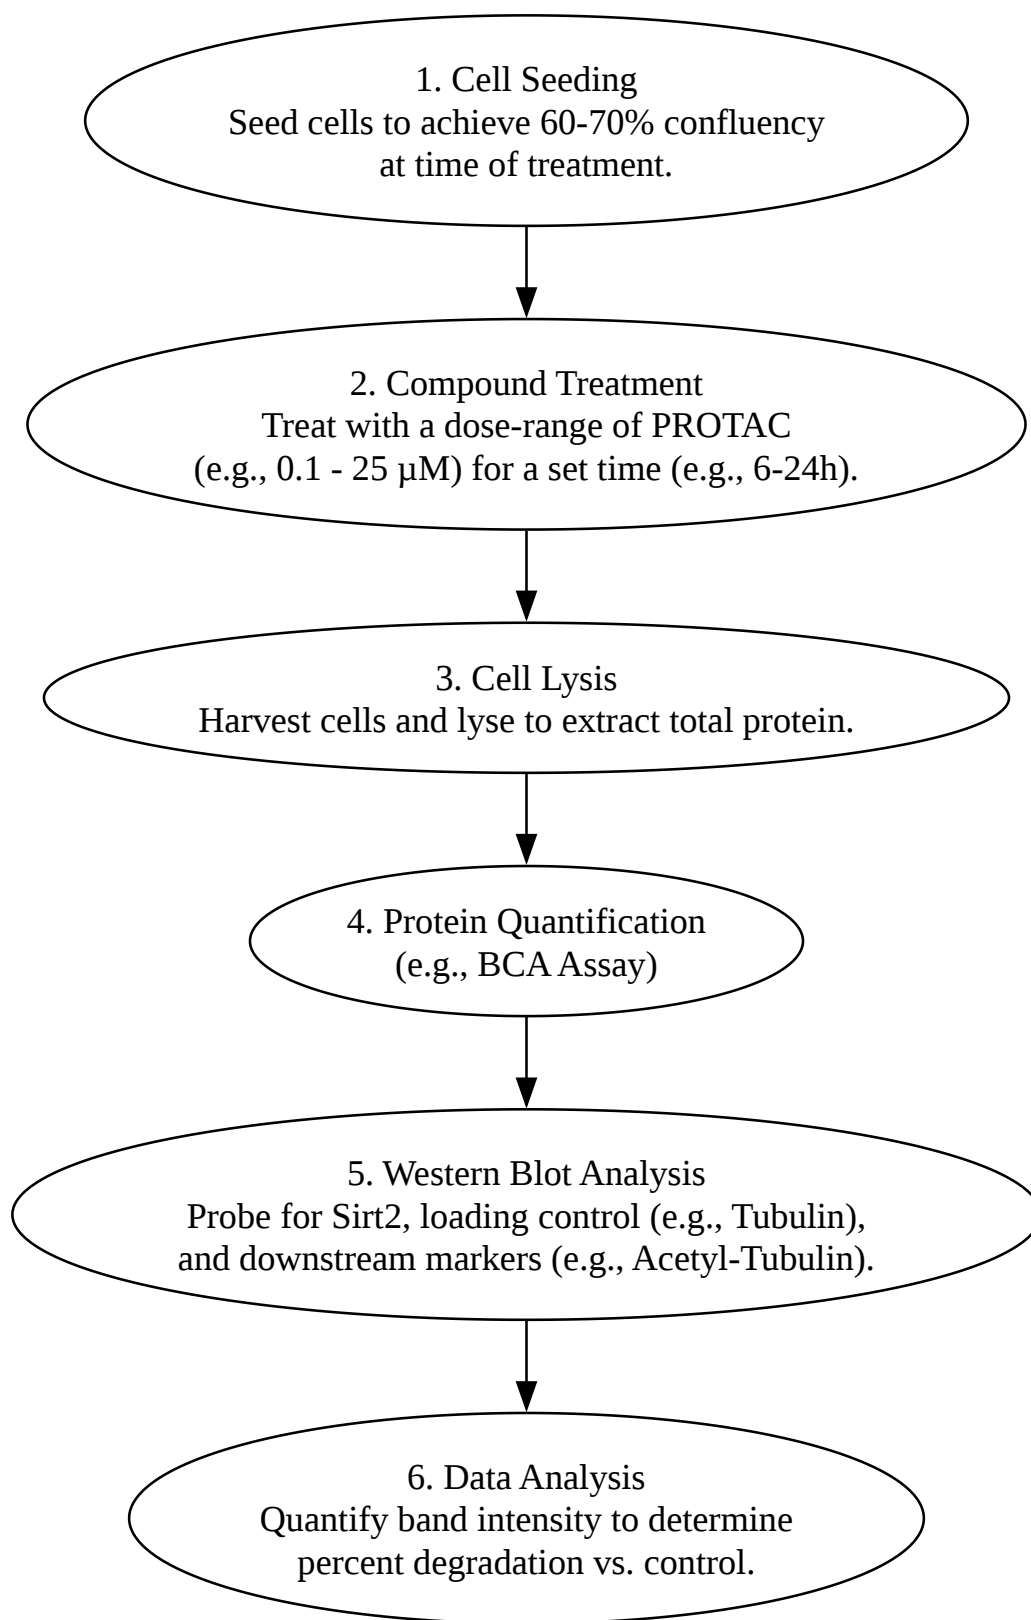 1. Cell Seeding
Seed cells to achieve 60-70% confluency
at time of treatment.
2. Compound Treatment
Treat with a dose-range of PROTAC
(e.g., 0.1 - 25 µM) for a set time (e.g., 6-24h).
3. Cell Lysis
Harvest cells and lyse to extract total protein.
4. Protein Quantification
(e.g., BCA Assay)
5. Western Blot Analysis
Probe for Sirt2, loading control (e.g., Tubulin),
and downstream markers (e.g., Acetyl-Tubulin).
6. Data Analysis
Quantify band intensity to determine
percent degradation vs. control.